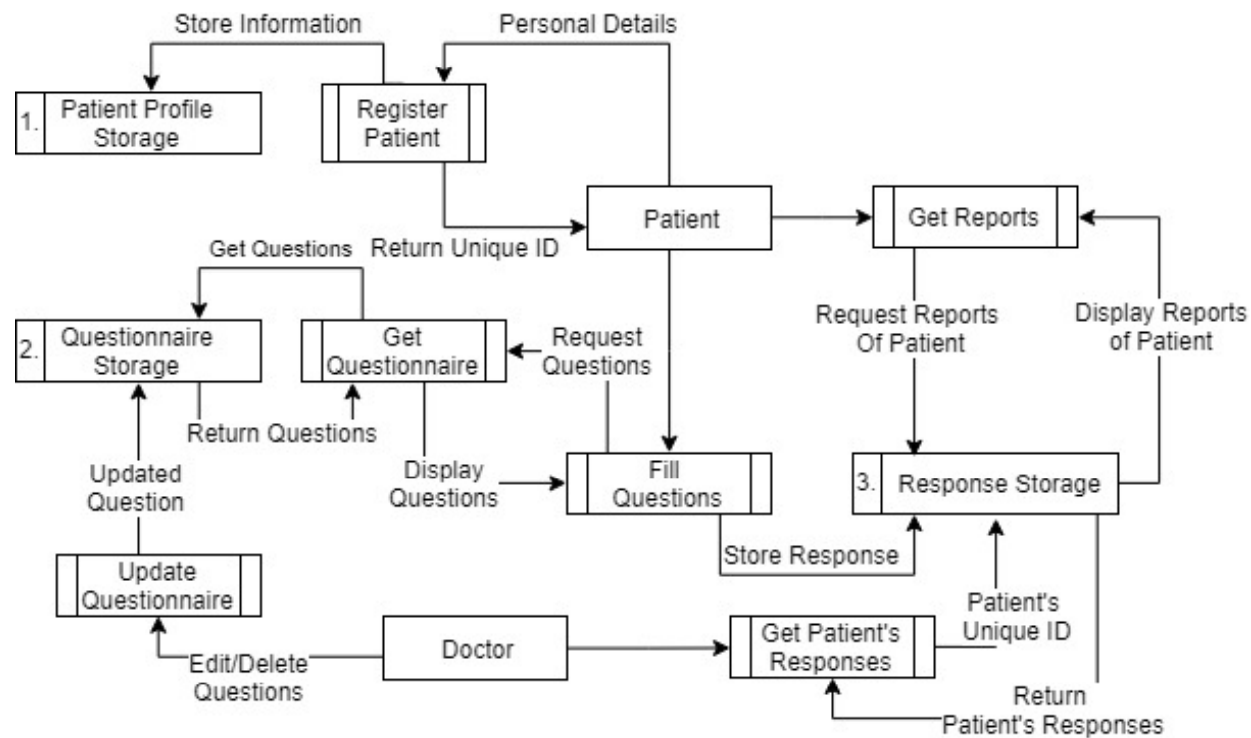 Store Information
Personal Details
1.
Patient Profile
Storage
Register
Patient
Patient
Get Reports
Return Unique ID
Get Questions
Request Reports
Of Patient
Display Reports
of Patient
2.
Questionnaire
Storage
Get
Questionnaire
Request
Questions
Return Questions
Updated
Question
Display
Questions
Fill
Questions
3.
Response Storage
Store Response
Update
Questionnaire
Patient's
Unique ID
Doctor
Get Patient's
Responses
Edit/Delete
Questions
Return
Patient's Responses